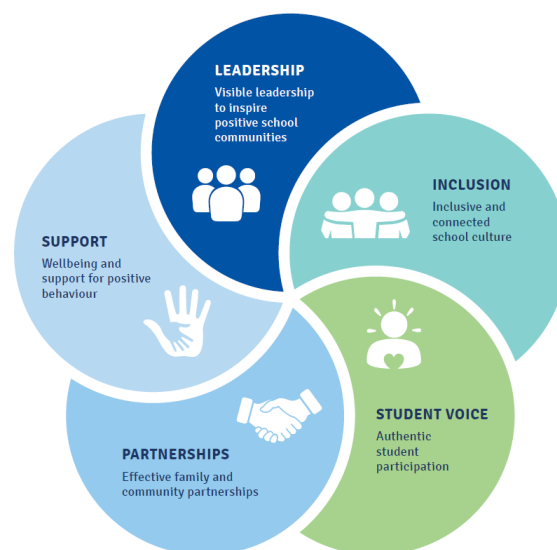 LEADERSHIP
Visible leadership
to inspire
positive school
communities
INCLUSION
Inclusive and
connected
school culture
STUDENT VOICE
Authentic
student
participation
PARTNERSHIPS
Effective family and
community partnerships
SUPPORT
Wellbeing and
support for positive
behaviour